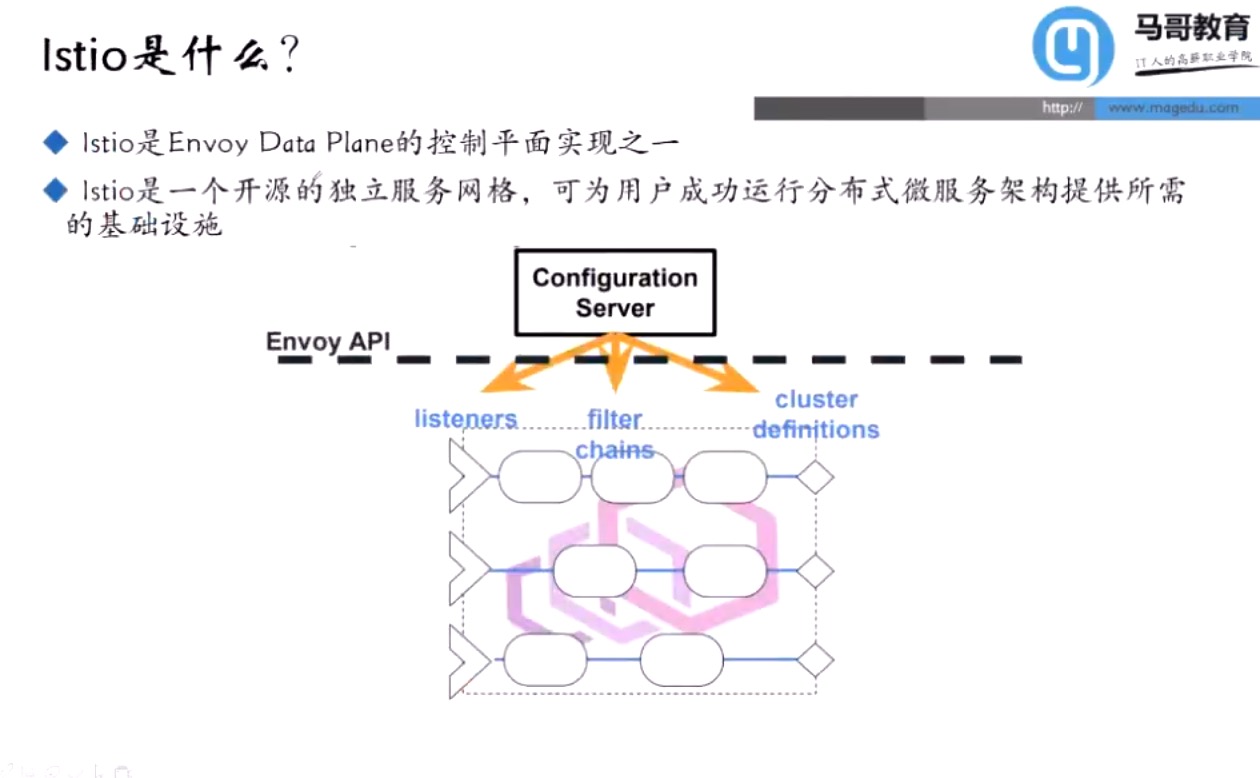 Istio是什么?
马哥教育
IT人的高薪职业学院
http://
www.magedu.com
Istio是Envoy Data Plane的控制平面实现之一
Istio是一个开源的独立服务网格，可为用户成功运行分布式微服务架构提供所需
的基础设施
Configuration
Server
Envoy API
listeners
filter
chains
cluster
definitions